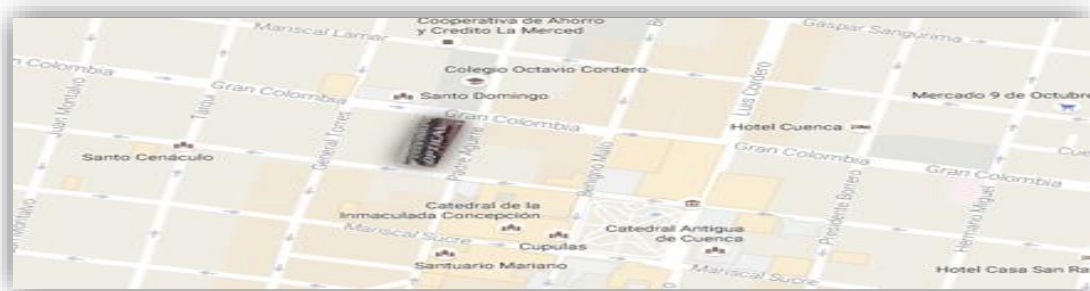 Cooperativa de Ahorro
y Credito La Merced
Mariscal Lamar
Gaspar Sangurima
Colombia
Colegio Octavio Cordero
Gran Colombia
Santo Domingo
Gran Colombia
Luis Cordero
Mercado 9 de Octubre
Hotel Cuenca
Juan Montalvo
Tarqui
General Torres
OPTICA
Padre Aguirre
Benigno Malo
Santo Cenáculo
Gran Colombia
Gran Colombia
Presidente Borrero
Hermano Miguel
Catedral de la
Inmaculada Concepción
Mariscal Sucre
Cupulas
Catedral Antigua
de Cuenca
Santuario Mariano
Mariscal Sucre
Hotel Casa San Ra
Montalvo